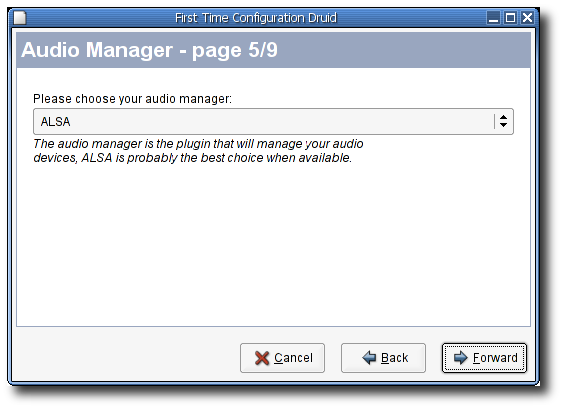 First Time Configuration Druid
Audio Manager - page 5/9
Please choose your audio manager:
ALSA
The audio manager is the plugin that will manage your audio
devices, ALSA is probably the best choice when available.
Cancel
Back
Forward